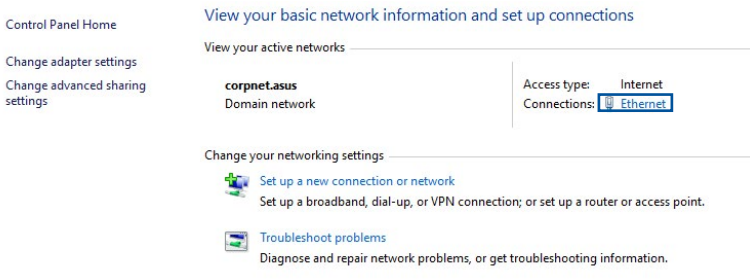 Control Panel Home
Change adapter settings
Change advanced sharing
settings
View your basic network information and set up connections
View your active networks
corpnet.asus
Domain network
Access type: Internet
Connections: Ethernet
Change your networking settings
Set up a new connection or network
Set up a broadband, dial-up, or VPN connection; or set up a router or access point.
Troubleshoot problems
Diagnose and repair network problems, or get troubleshooting information.